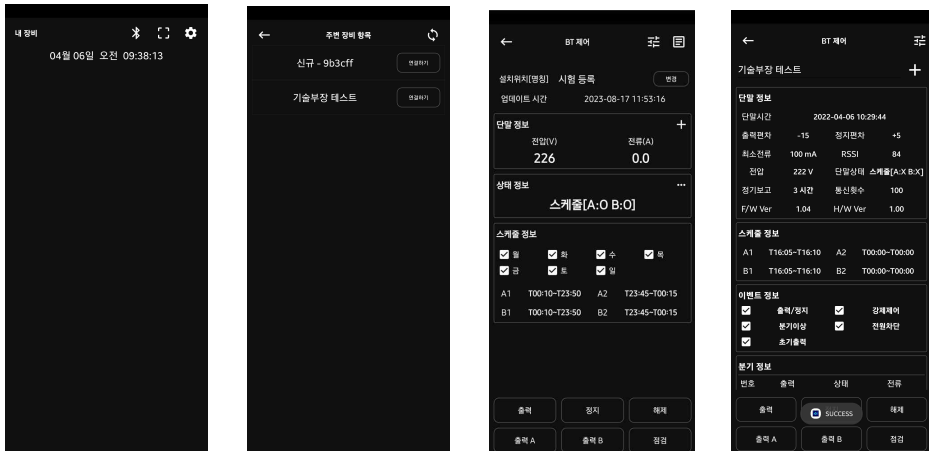 내 장비
04월 06일 오전 09:38:13
주변 장비 항목
신규 - 9b3cff 연결하기
기술부장 테스트 연결하기
BT 제어
설치위치[명칭] 시험 등록 변경
업데이트 시간 2023-08-17 11:53:16
단말 정보 +
전압(V) 전류(A)
226 0.0
상태 정보 ...
스케줄[A:O B:O]
스케줄 정보
월 화 수 목
금 토 일
A1 T00:10~T23:50 A2 T23:45~T00:15
B1 T00:10~T23:50 B2 T23:45~T00:15
출력 정지 해제
출력 A 출력 B 점검
BT 제어
기술부장 테스트 +
단말 정보
단말시간 2022-04-06 10:29:44
출력편차 -15 정지편차 +5
최소전류 100 mA RSSI 84
전압 222 V 단말상태 스케줄[A:X B:X]
정기보고 3 시간 통신횟수 100
F/W Ver 1.04 H/W Ver 1.00
스케줄 정보
A1 T16:05~T16:10 A2 T00:00~T00:00
B1 T16:05~T16:10 B2 T00:00~T00:00
이벤트 정보
출력/정지 강제제어
분기이상 전원차단
초기출력
분기 정보
번호 출력 상태 전류
출력 SUCCESS 해제
출력 A 출력 B 점검